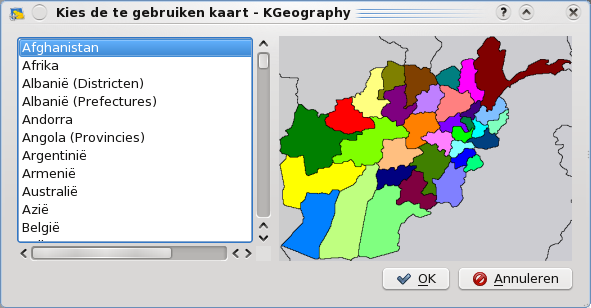 Kies de te gebruiken kaart - KGeography
Afghanistan
Afrika
Albanië (Districten)
Albanië (Prefectures)
Andorra
Angola (Provincies)
Argentinië
Armenië
Australië
Azië
België
OK
Annuleren